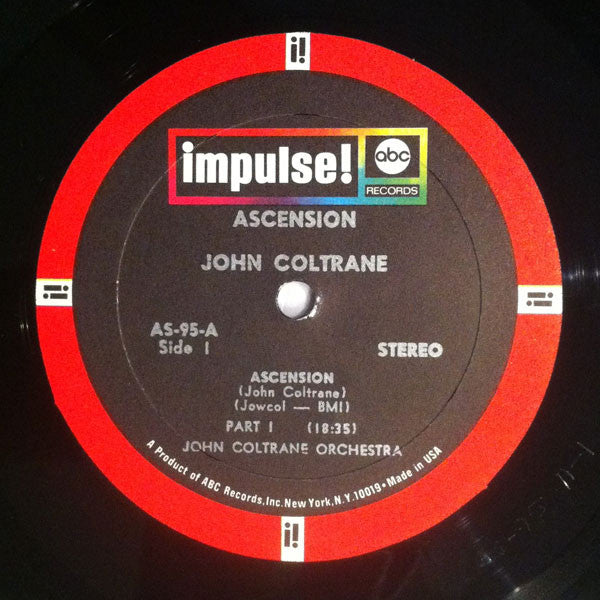 i!
impulse! abc
RECORDS
ASCENSION
JOHN COLTRANE
i! i!
AS-95-A
Side 1 STEREO
ASCENSION
(John Coltrane)
(Jowcol — BMI)
PART I (18:35)
JOHN COLTRANE ORCHESTRA
A Product of ABC Records, Inc. New York, N.Y. 10019 • Made in USA
i!